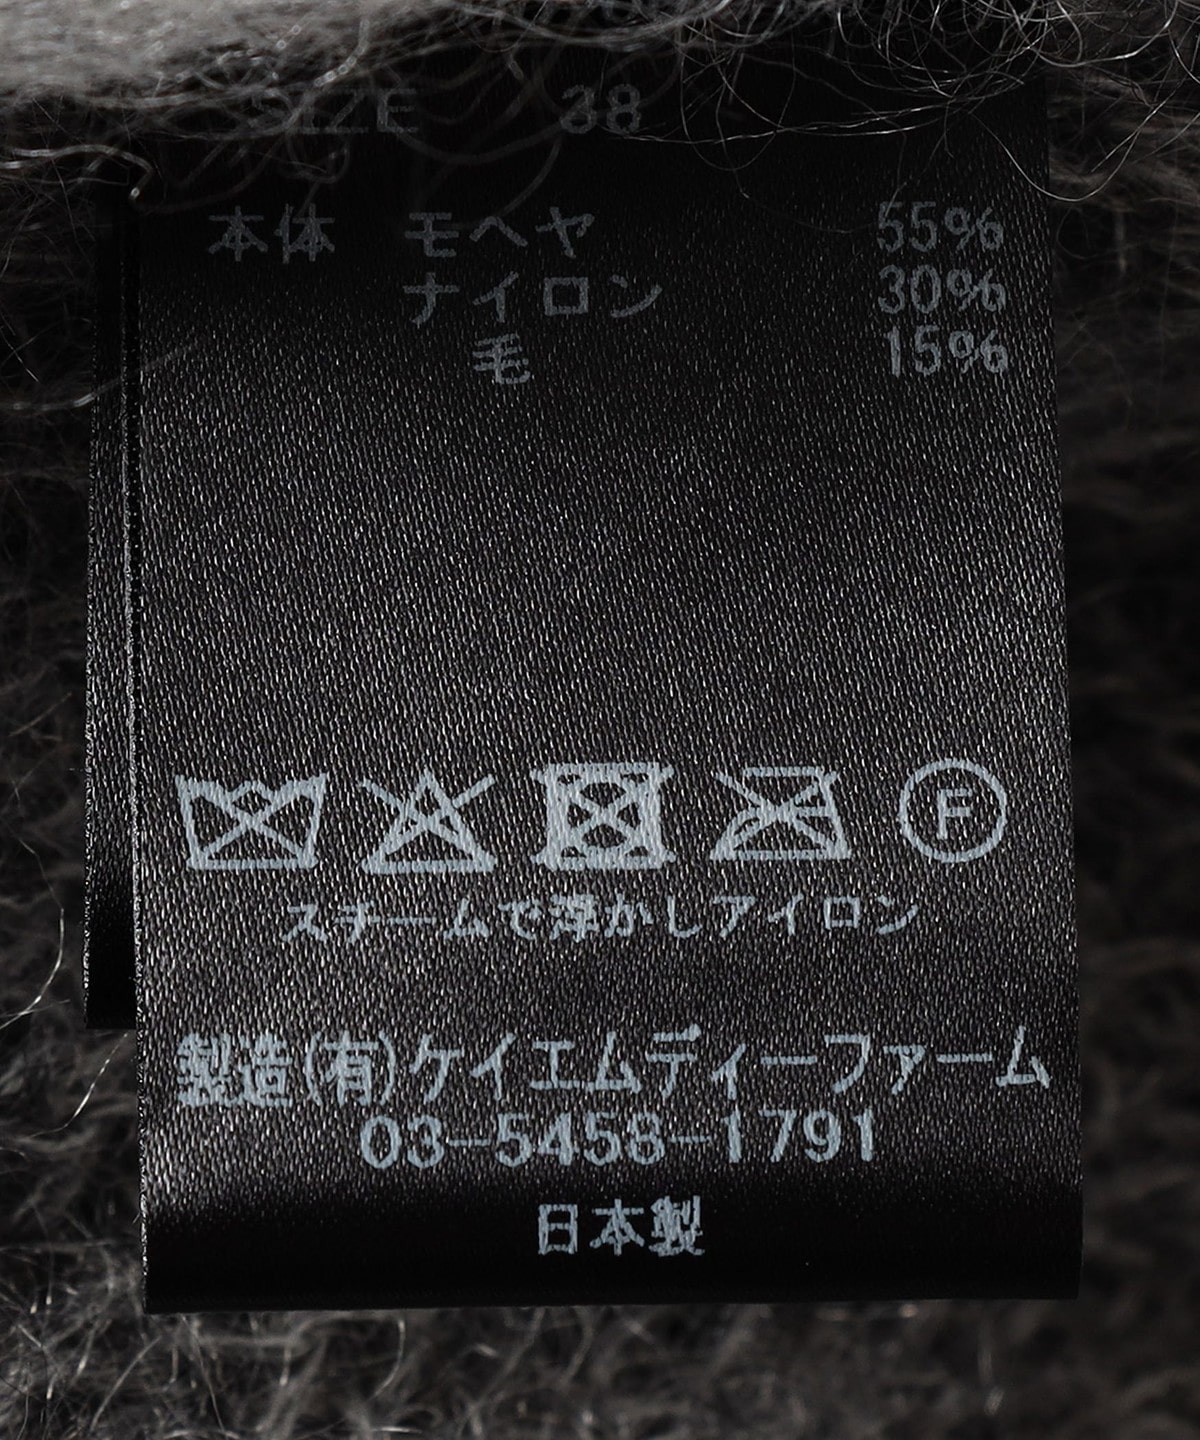 SIZE 38
本体 モヘヤ 55%
ナイロン 30%
毛 15%
F
スチームで浮かしアイロン
製造(有)ケイエムディーファーム
03-5458-1791
日本製